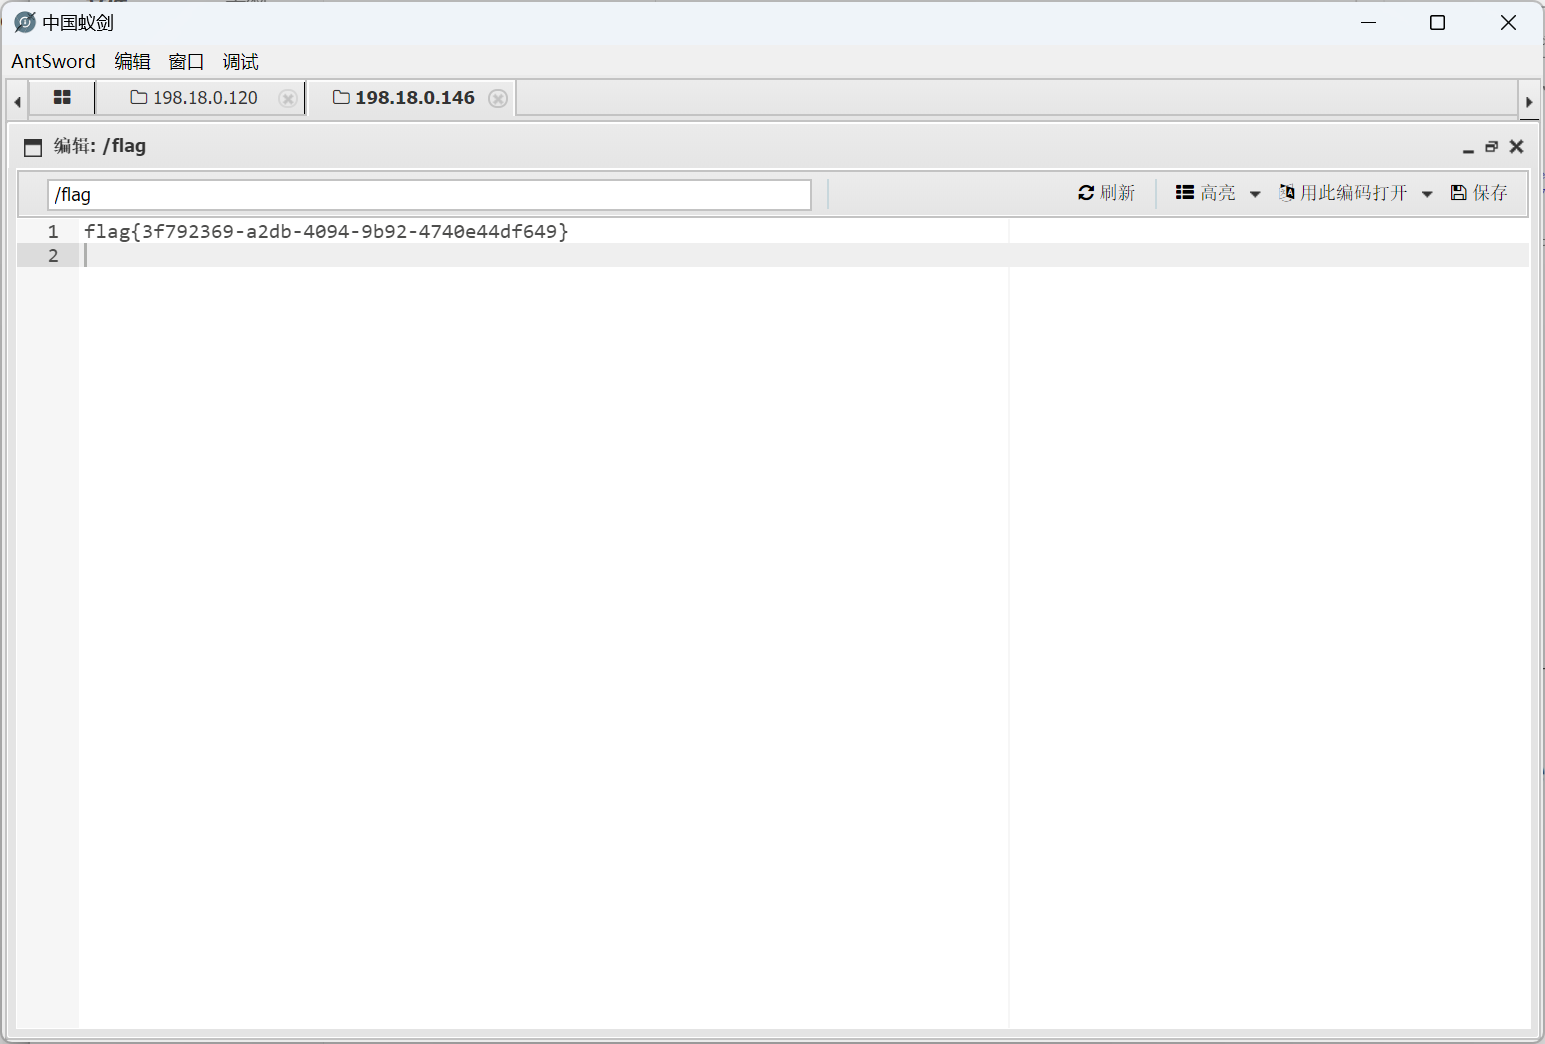 中国蚁剑
AntSword 编辑 窗口 调试
198.18.0.120 198.18.0.146
编辑: /flag
/flag 刷新 高亮 用此编码打开 保存
1 flag{3f792369-a2db-4094-9b92-4740e44df649}
2